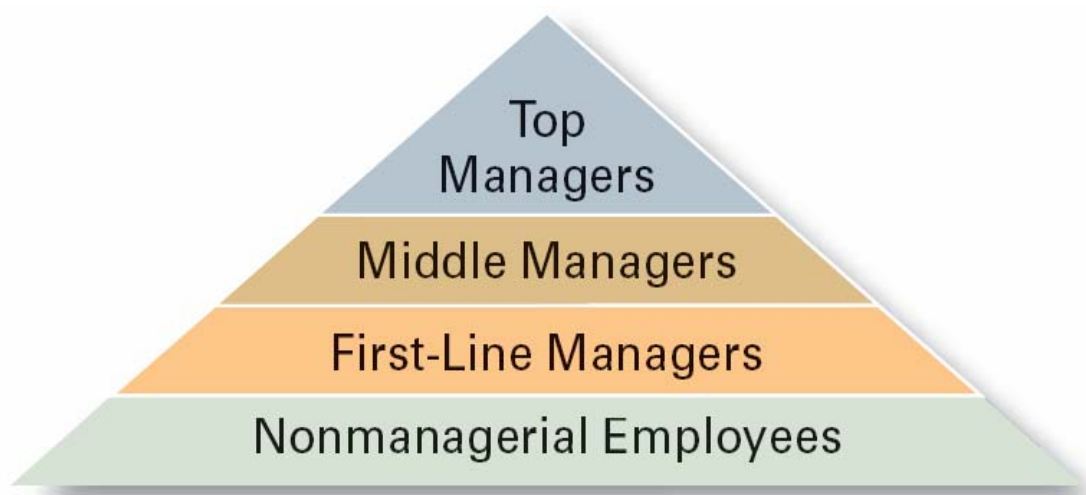 Top
Managers
Middle Managers
First-Line Managers
Nonmanagerial Employees